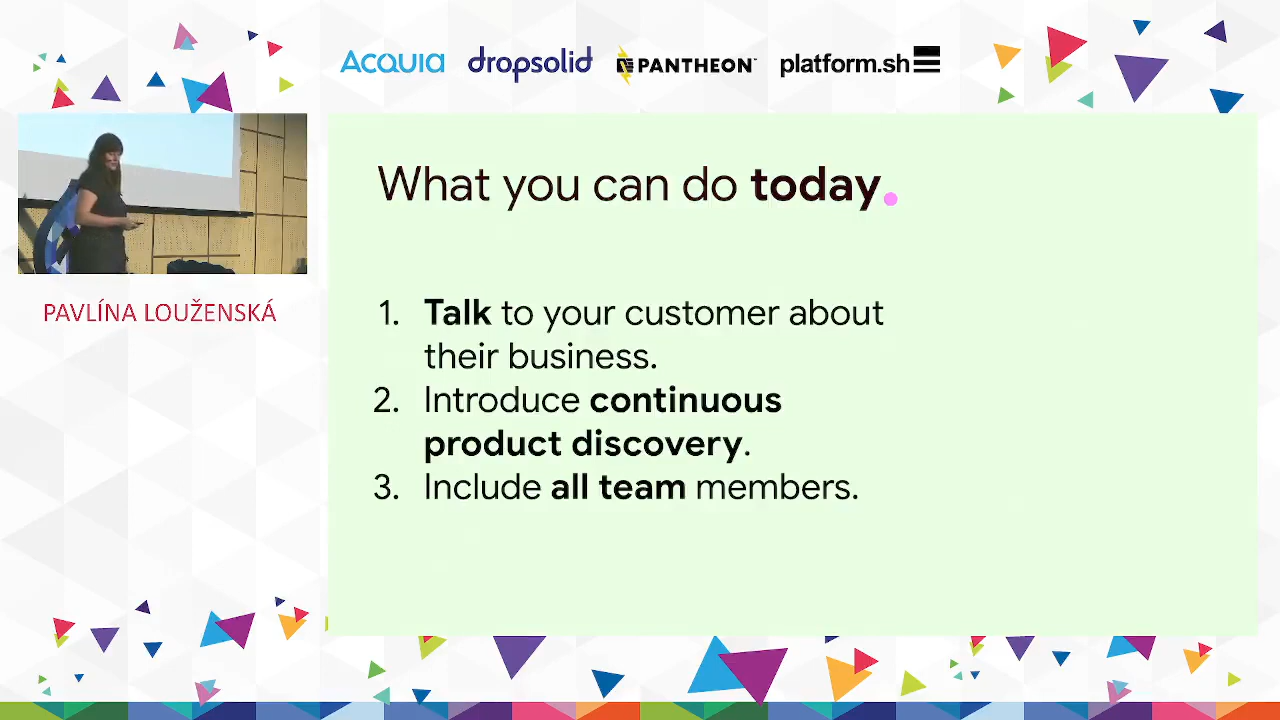 Acquia dropsolid PANTHEON platform.sh
PAVLÍNA LOUŽENSKÁ
What you can do today.
1. Talk to your customer about
their business.
2. Introduce continuous
product discovery.
3. Include all team members.